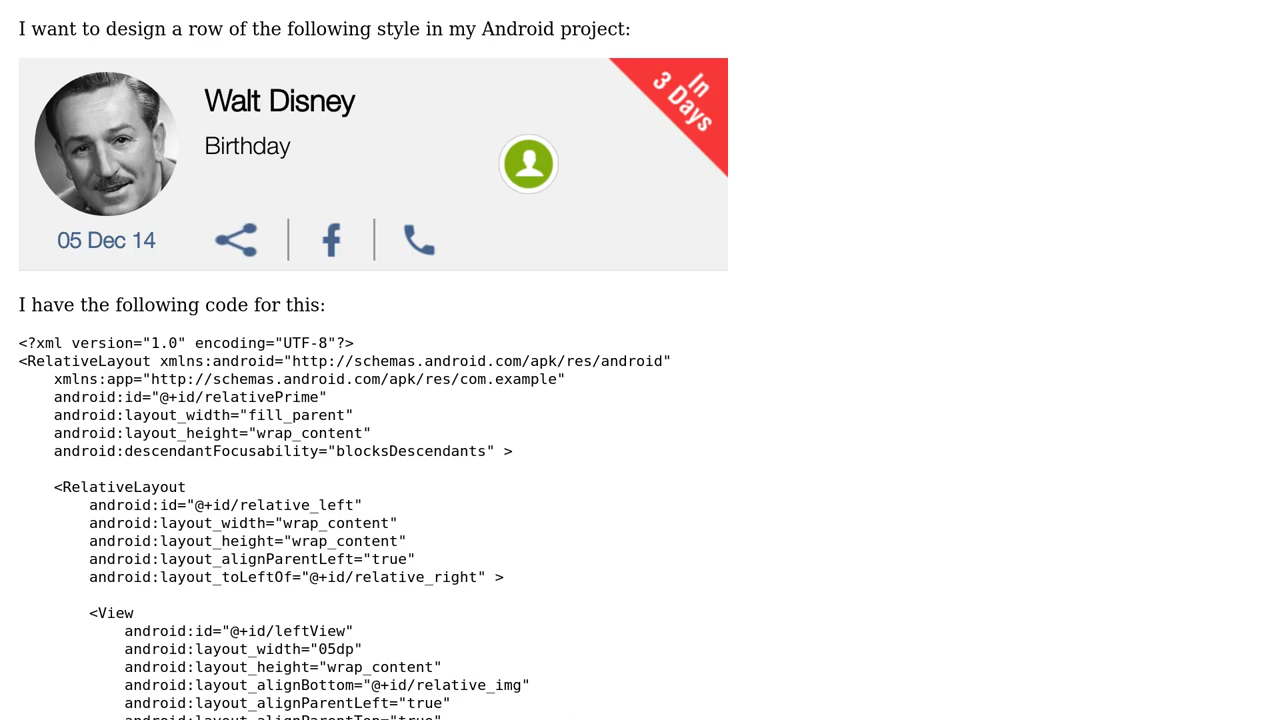 I want to design a row of the following style in my Android project:
Walt Disney
Birthday
In
3 Days
05 Dec 14
I have the following code for this:
<?xml version="1.0" encoding="UTF-8"?>
<RelativeLayout xmlns:android="http://schemas.android.com/apk/res/android"
    xmlns:app="http://schemas.android.com/apk/res/com.example"
    android:id="@+id/relativePrime"
    android:layout_width="fill_parent"
    android:layout_height="wrap_content"
    android:descendantFocusability="blocksDescendants" >
    <RelativeLayout
        android:id="@+id/relative_left"
        android:layout_width="wrap_content"
        android:layout_height="wrap_content"
        android:layout_alignParentLeft="true"
        android:layout_toLeftOf="@+id/relative_right" >
        <View
            android:id="@+id/leftView"
            android:layout_width="05dp"
            android:layout_height="wrap_content"
            android:layout_alignBottom="@+id/relative_img"
            android:layout_alignParentLeft="true"
            android:layout_alignParentTop="true"